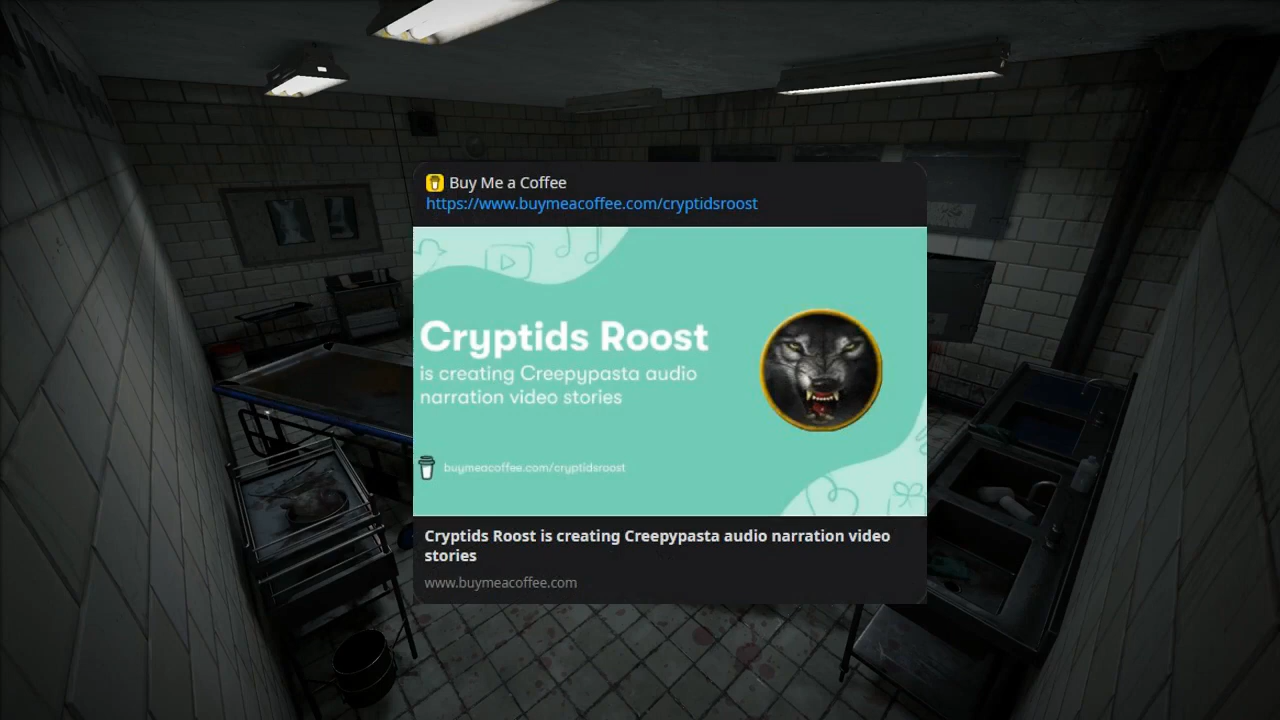 Buy Me a Coffee
https://www.buymeacoffee.com/cryptidsroost
Cryptids Roost
is creating Creepypasta audio
narration video stories
buymeacoffee.com/cryptidsroost
Cryptids Roost is creating Creepypasta audio narration video
stories
www.buymeacoffee.com